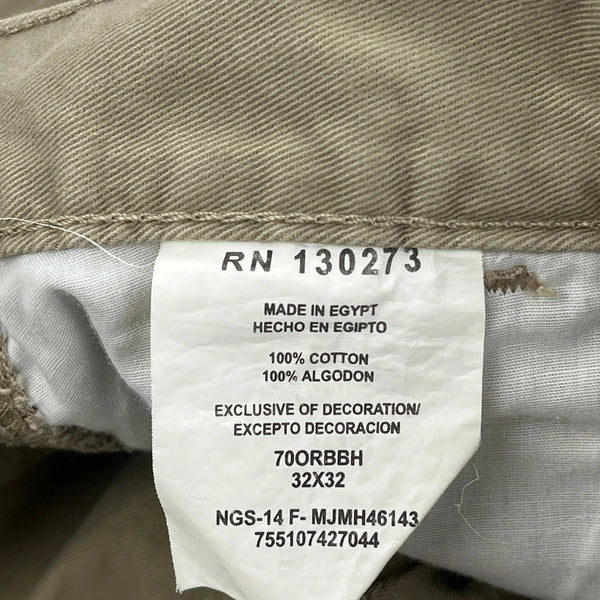 RN 130273
MADE IN EGYPT
HECHO EN EGIPTO
100% COTTON
100% ALGODON
EXCLUSIVE OF DECORATION/
EXCEPTO DECORACION
70ORBBH
32X32
NGS-14 F- MJMH46143
755107427044